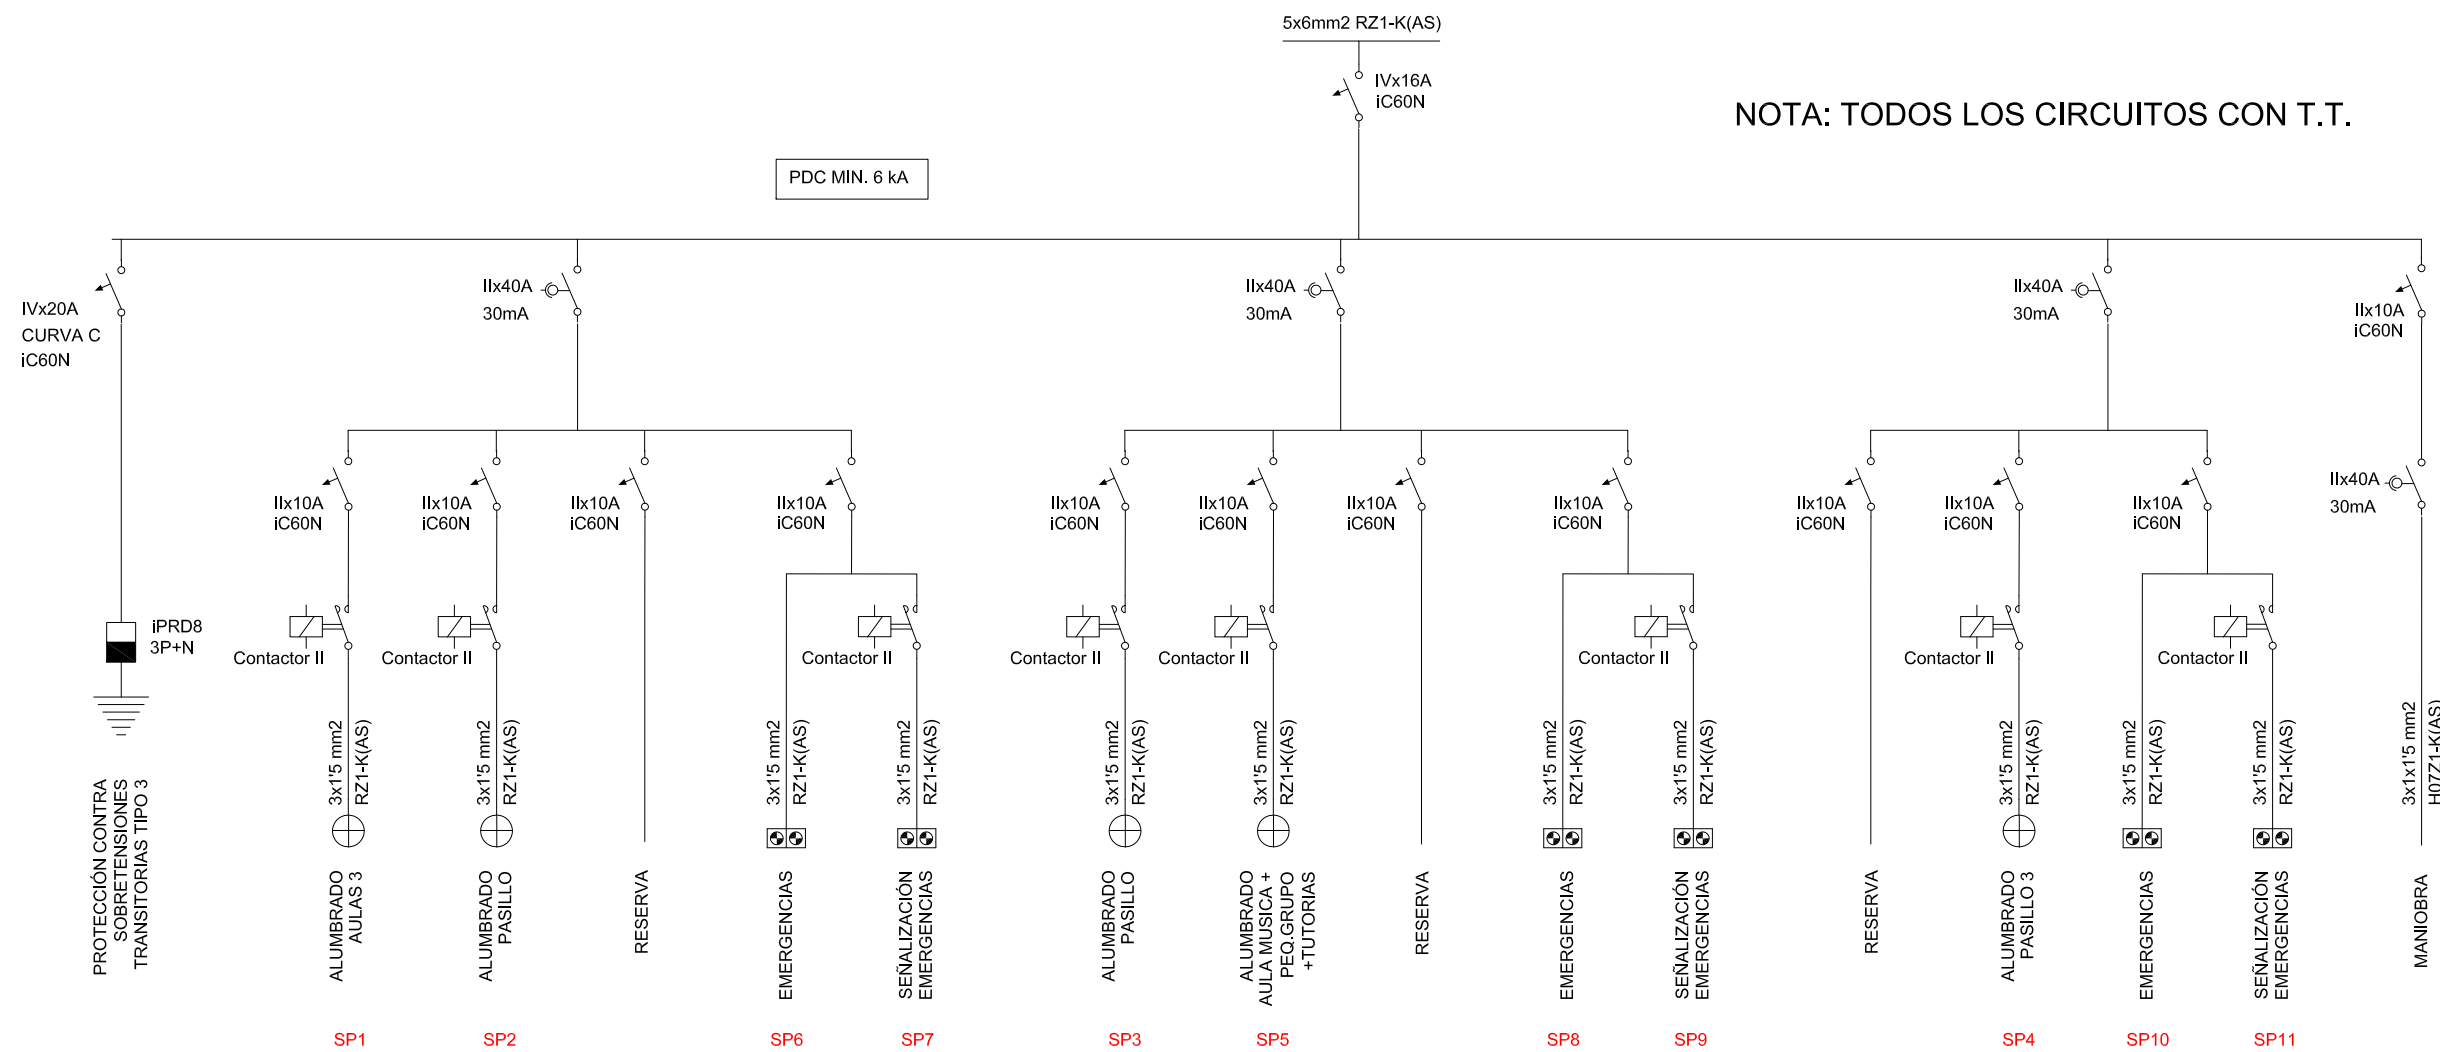 5x6mm2 RZ1-K(AS)
IVx16A
iC60N
NOTA: TODOS LOS CIRCUITOS CON T.T.
PDC MIN. 6 kA
IVx20A
CURVA C
iC60N
IIx40A
30mA
IIx40A
30mA
IIx40A
30mA
IIx10A
iC60N
IIx10A
iC60N
IIx10A
iC60N
IIx10A
iC60N
IIx10A
iC60N
IIx10A
iC60N
IIx10A
iC60N
IIx10A
iC60N
IIx10A
iC60N
IIx10A
iC60N
IIx10A
iC60N
IIx10A
iC60N
IIx40A
30mA
iPRD8
3P+N
Contactor II
Contactor II
Contactor II
Contactor II
Contactor II
Contactor II
Contactor II
Contactor II
3x1'5 mm2
RZ1-K(AS)
3x1'5 mm2
RZ1-K(AS)
3x1'5 mm2
RZ1-K(AS)
3x1'5 mm2
RZ1-K(AS)
3x1'5 mm2
RZ1-K(AS)
3x1'5 mm2
RZ1-K(AS)
3x1'5 mm2
RZ1-K(AS)
3x1'5 mm2
RZ1-K(AS)
3x1'5 mm2
RZ1-K(AS)
3x1'5 mm2
RZ1-K(AS)
3x1'5 mm2
RZ1-K(AS)
3x1x1'5 mm2
H07Z1-K(AS)
PROTECCIÓN CONTRA
SOBRETENSIONES
TRANSITORIAS TIPO 3
ALUMBRADO
AULAS 3
ALUMBRADO
PASILLO
RESERVA
EMERGENCIAS
SEÑALIZACIÓN
EMERGENCIAS
ALUMBRADO
PASILLO
ALUMBRADO
AULA MUSICA +
PEQ.GRUPO
+TUTORIAS
RESERVA
EMERGENCIAS
SEÑALIZACIÓN
EMERGENCIAS
RESERVA
ALUMBRADO
PASILLO 3
EMERGENCIAS
SEÑALIZACIÓN
EMERGENCIAS
MANIOBRA
SP1
SP2
SP6
SP7
SP3
SP5
SP8
SP9
SP4
SP10
SP11